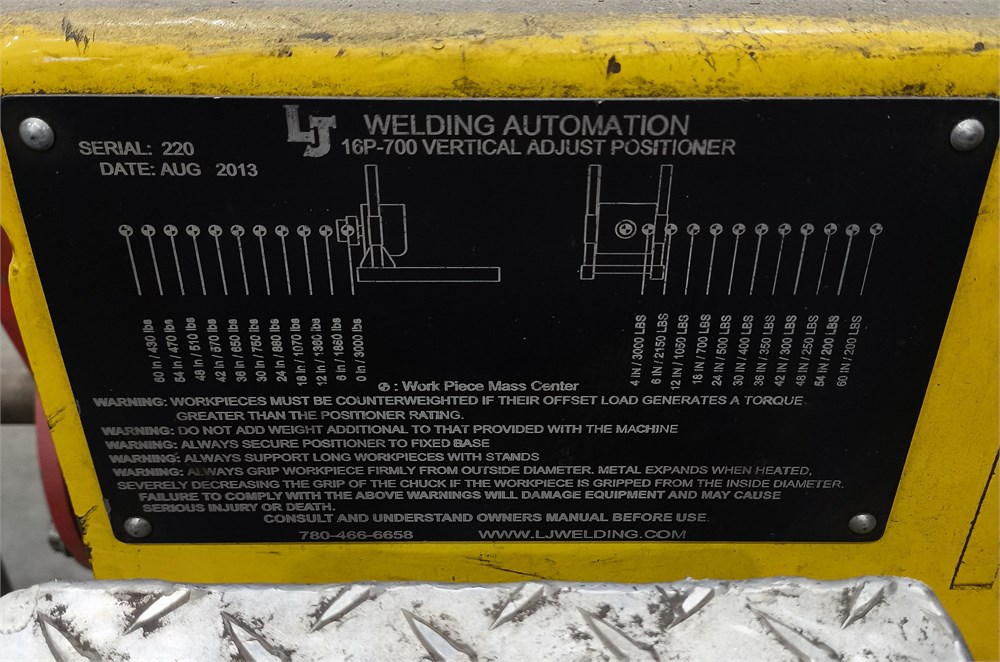 LJ WELDING AUTOMATION
16P-700 VERTICAL ADJUST POSITIONER
SERIAL: 220
DATE: AUG 2013
60 in / 430 lbs
54 in / 470 lbs
48 in / 510 lbs
42 in / 570 lbs
36 in / 650 lbs
30 in / 750 lbs
24 in / 880 lbs
18 in / 1070 lbs
12 in / 1360 lbs
6 in / 1860 lbs
0 in / 3000 lbs
4 IN / 3000 LBS
6 IN / 2150 LBS
12 IN / 1050 LBS
18 IN / 700 LBS
24 IN / 500 LBS
30 IN / 400 LBS
36 IN / 350 LBS
42 IN / 300 LBS
48 IN / 250 LBS
54 IN / 200 LBS
60 IN / 200 LBS
: Work Piece Mass Center
WARNING: WORKPIECES MUST BE COUNTERWEIGHTED IF THEIR OFFSET LOAD GENERATES A TORQUE
GREATER THAN THE POSITIONER RATING.
WARNING: DO NOT ADD WEIGHT ADDITIONAL TO THAT PROVIDED WITH THE MACHINE
WARNING: ALWAYS SECURE POSITIONER TO FIXED BASE
WARNING: ALWAYS SUPPORT LONG WORKPIECES WITH STANDS
WARNING: ALWAYS GRIP WORKPIECE FIRMLY FROM OUTSIDE DIAMETER. METAL EXPANDS WHEN HEATED,
SEVERELY DECREASING THE GRIP OF THE CHUCK IF THE WORKPIECE IS GRIPPED FROM THE INSIDE DIAMETER.
FAILURE TO COMPLY WITH THE ABOVE WARNINGS WILL DAMAGE EQUIPMENT AND MAY CAUSE
SERIOUS INJURY OR DEATH.
CONSULT AND UNDERSTAND OWNERS MANUAL BEFORE USE.
780-466-6658 WWW.LJWELDING.COM